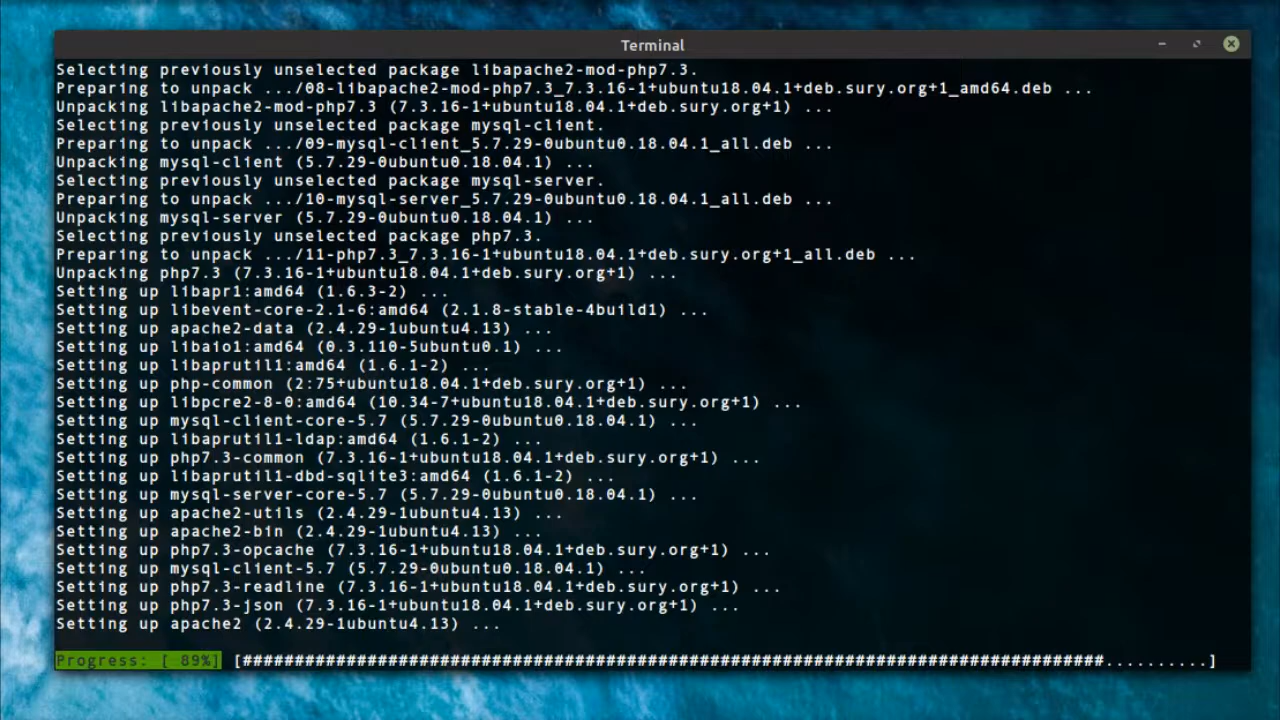 Terminal
Selecting previously unselected package libapache2-mod-php7.3.
Preparing to unpack .../08-libapache2-mod-php7.3_7.3.16-1+ubuntu18.04.1+deb.sury.org+1_amd64.deb ...
Unpacking libapache2-mod-php7.3 (7.3.16-1+ubuntu18.04.1+deb.sury.org+1) ...
Selecting previously unselected package mysql-client.
Preparing to unpack .../09-mysql-client_5.7.29-0ubuntu0.18.04.1_all.deb ...
Unpacking mysql-client (5.7.29-0ubuntu0.18.04.1) ...
Selecting previously unselected package mysql-server.
Preparing to unpack .../10-mysql-server_5.7.29-0ubuntu0.18.04.1_all.deb ...
Unpacking mysql-server (5.7.29-0ubuntu0.18.04.1) ...
Selecting previously unselected package php7.3.
Preparing to unpack .../11-php7.3_7.3.16-1+ubuntu18.04.1+deb.sury.org+1_all.deb ...
Unpacking php7.3 (7.3.16-1+ubuntu18.04.1+deb.sury.org+1) ...
Setting up libapr1:amd64 (1.6.3-2) ...
Setting up libevent-core-2.1-6:amd64 (2.1.8-stable-4build1) ...
Setting up apache2-data (2.4.29-1ubuntu4.13) ...
Setting up libaio1:amd64 (0.3.110-5ubuntu0.1) ...
Setting up libaprutil1:amd64 (1.6.1-2) ...
Setting up php-common (2:75+ubuntu18.04.1+deb.sury.org+1) ...
Setting up libpcre2-8-0:amd64 (10.34-7+ubuntu18.04.1+deb.sury.org+1) ...
Setting up mysql-client-core-5.7 (5.7.29-0ubuntu0.18.04.1) ...
Setting up libaprutil1-ldap:amd64 (1.6.1-2) ...
Setting up php7.3-common (7.3.16-1+ubuntu18.04.1+deb.sury.org+1) ...
Setting up libaprutil1-dbd-sqlite3:amd64 (1.6.1-2) ...
Setting up mysql-server-core-5.7 (5.7.29-0ubuntu0.18.04.1) ...
Setting up apache2-utils (2.4.29-1ubuntu4.13) ...
Setting up apache2-bin (2.4.29-1ubuntu4.13) ...
Setting up php7.3-opcache (7.3.16-1+ubuntu18.04.1+deb.sury.org+1) ...
Setting up mysql-client-5.7 (5.7.29-0ubuntu0.18.04.1) ...
Setting up php7.3-readline (7.3.16-1+ubuntu18.04.1+deb.sury.org+1) ...
Setting up php7.3-json (7.3.16-1+ubuntu18.04.1+deb.sury.org+1) ...
Setting up apache2 (2.4.29-1ubuntu4.13) ...
Progress: [ 89%] [###################################################################################..........]